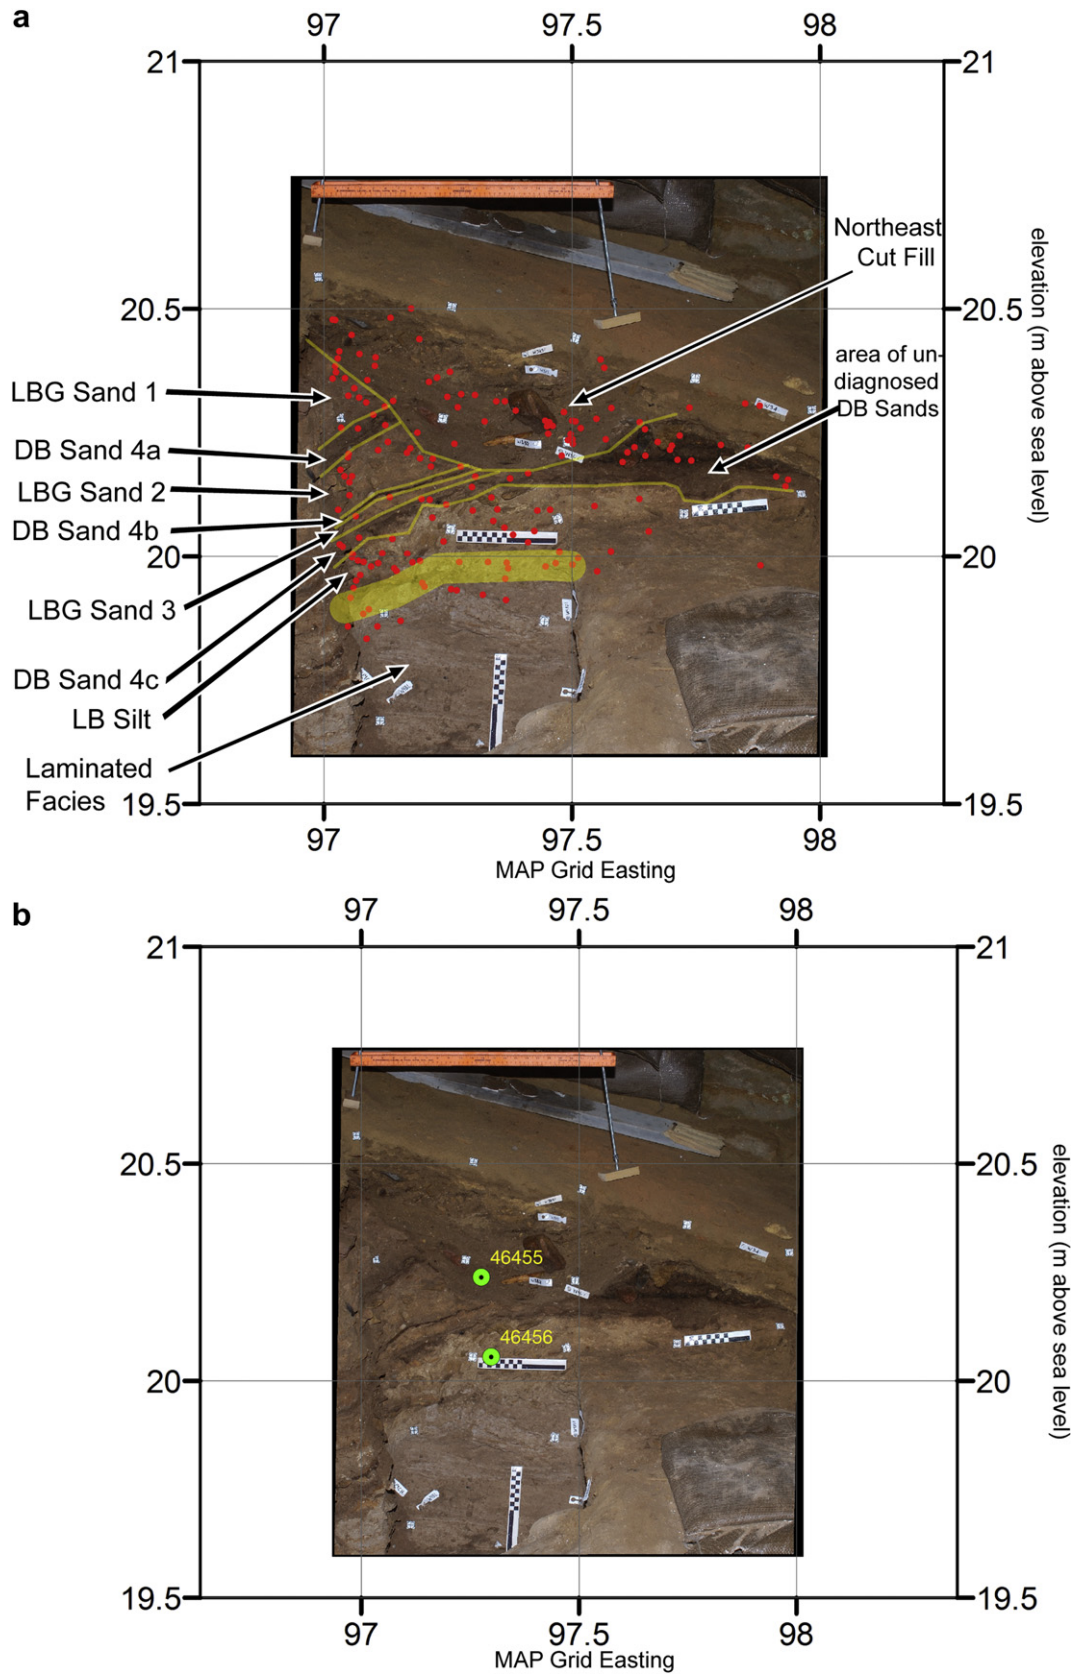 a
97 97.5 98
21 21
Northeast
Cut Fill
20.5 20.5
area of un-
diagnosed
DB Sands
LBG Sand 1
DB Sand 4a
LBG Sand 2
DB Sand 4b
20 20
LBG Sand 3
DB Sand 4c
LB Silt
Laminated
Facies
19.5 19.5
elevation (m above sea level)
97 97.5 98
MAP Grid Easting
b
97 97.5 98
21 21
20.5 20.5
46455
46456
20 20
elevation (m above sea level)
19.5 19.5
97 97.5 98
MAP Grid Easting